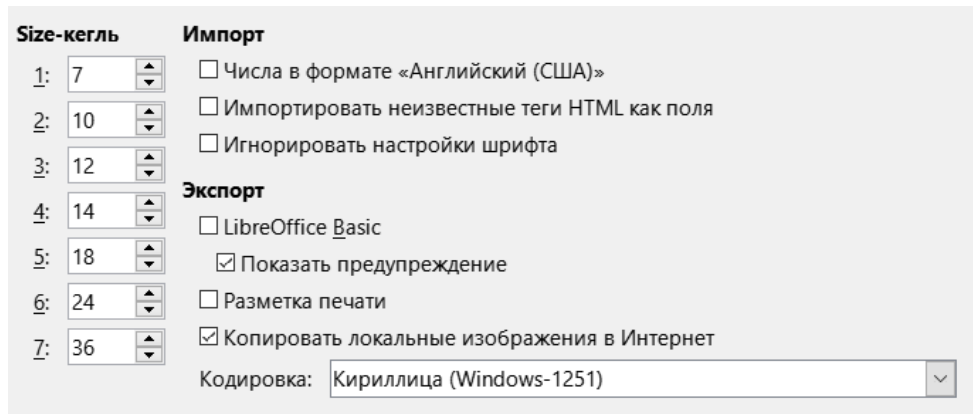 Size-кегль
1: 7
2: 10
3: 12
4: 14
5: 18
6: 24
7: 36
Импорт
Числа в формате «Английский (США)»
Импортировать неизвестные теги HTML как поля
Игнорировать настройки шрифта
Экспорт
LibreOffice Basic
Показать предупреждение
Разметка печати
Копировать локальные изображения в Интернет
Кодировка: Кириллица (Windows-1251)